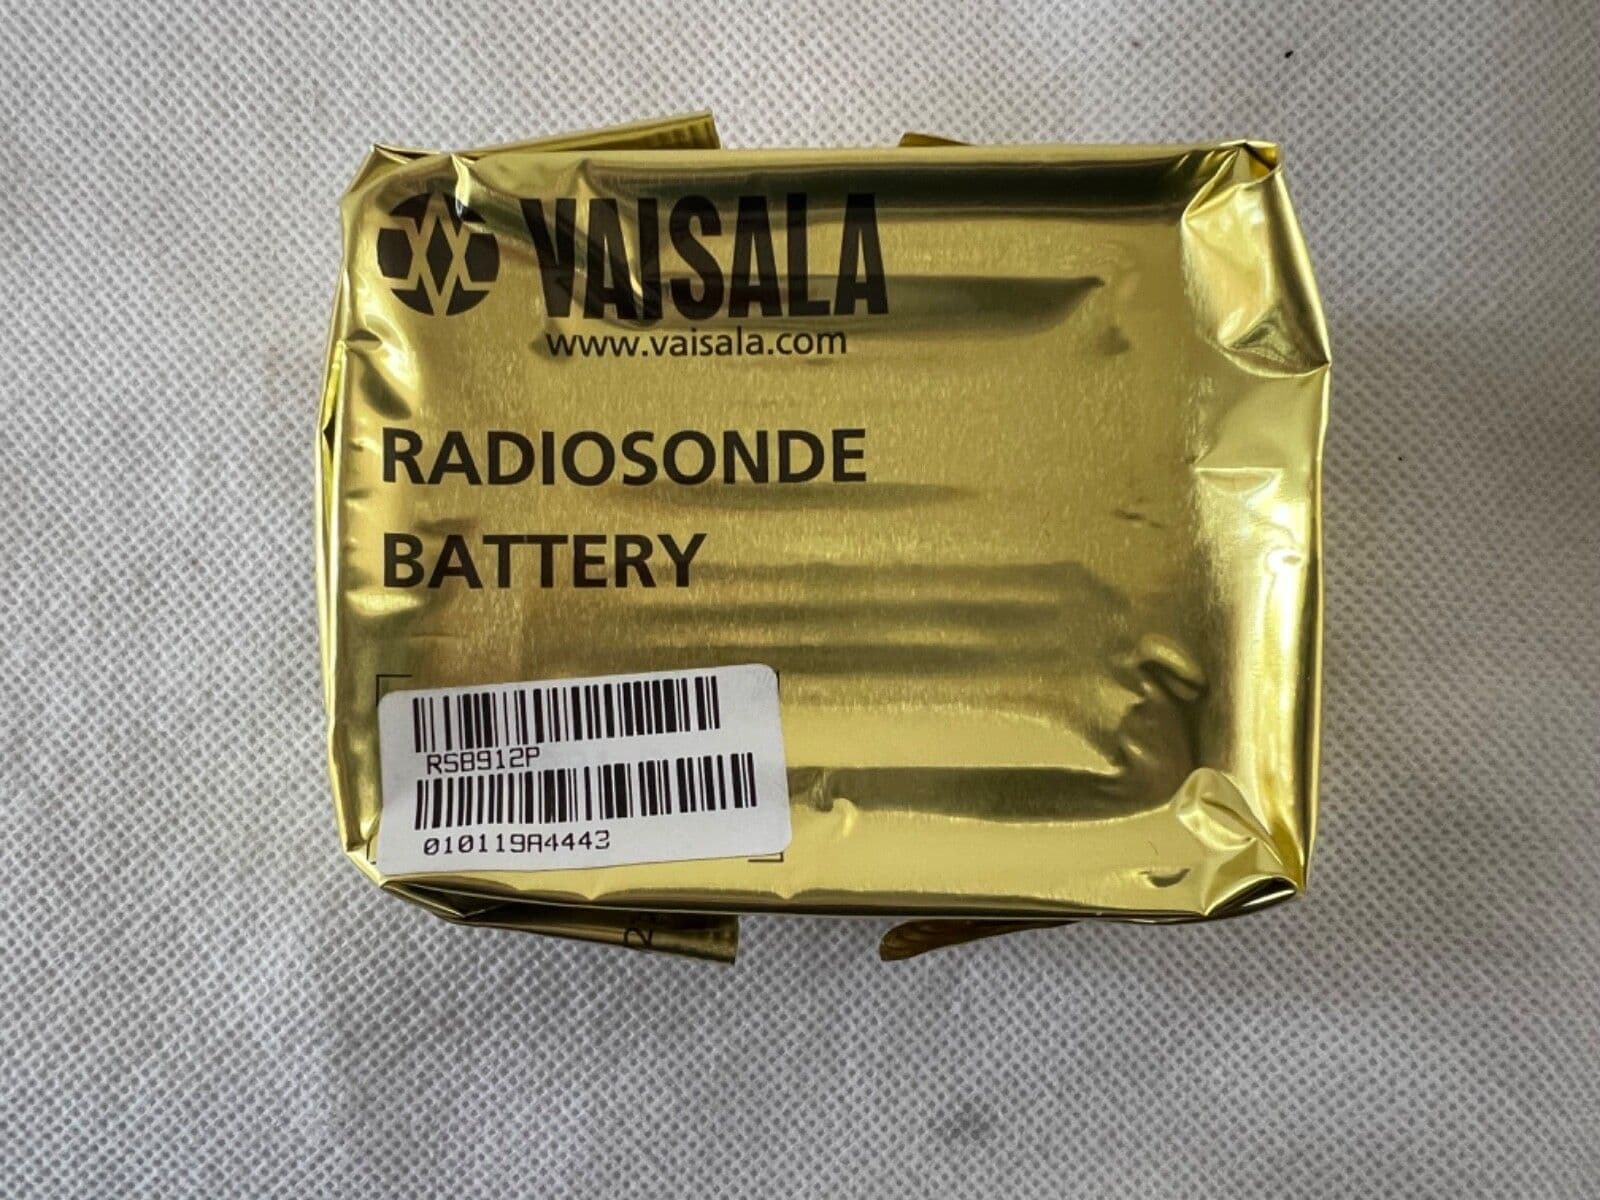 VAISALA
www.vaisala.com
RADIOSONDE
BATTERY
RSB912P
010119A4443